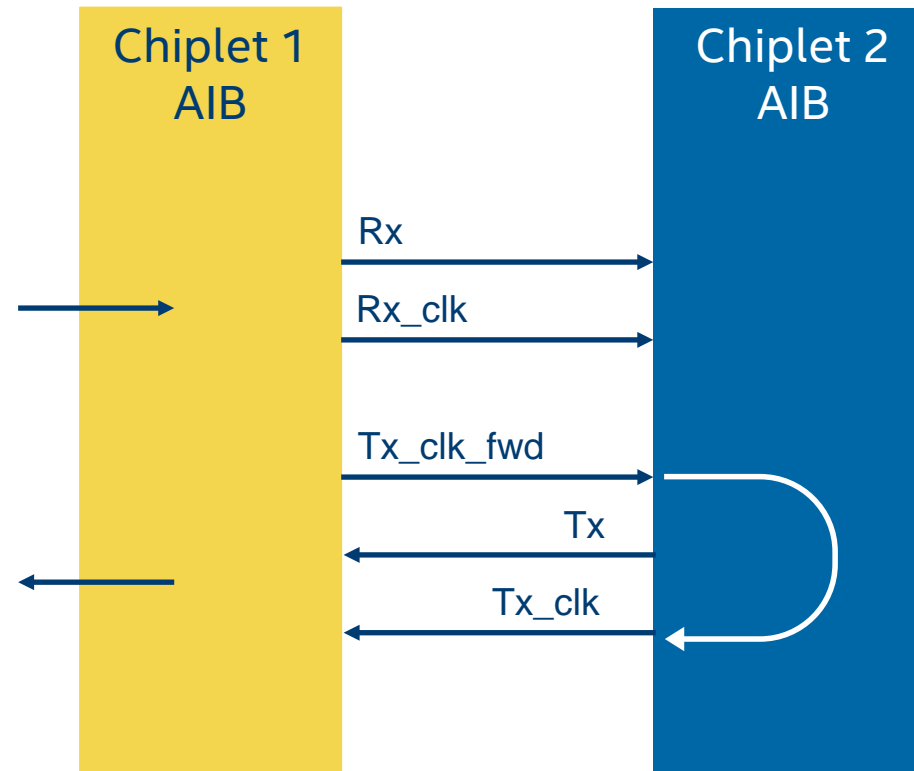 Chiplet 1
AIB
Chiplet 2
AIB
Rx
Rx_clk
Tx_clk_fwd
Tx
Tx_clk